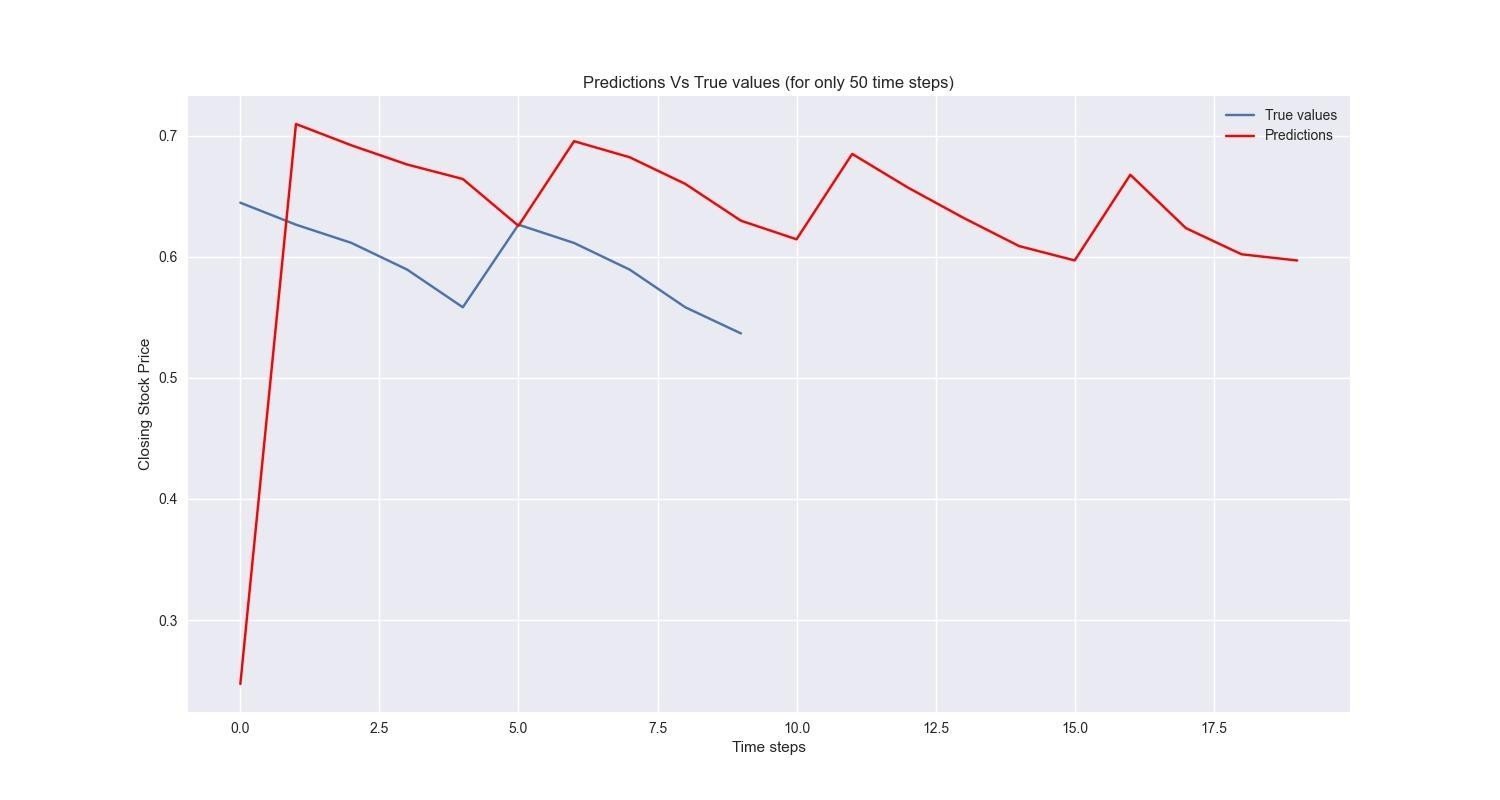 Predictions Vs True values (for only 50 time steps)
True values
Predictions
0.7
0.6
0.5
0.4
0.3
Closing Stock Price
0.0 2.5 5.0 7.5 10.0 12.5 15.0 17.5
Time steps